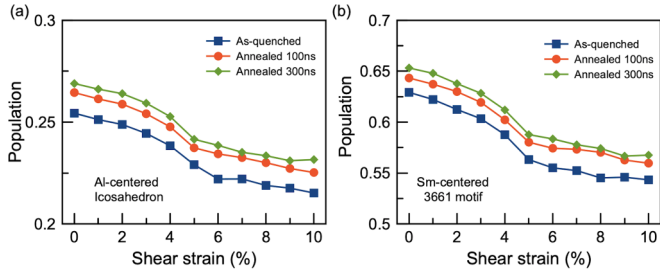 (a)
0.3
0.25
0.2
Population
As-quenched
Annealed 100ns
Annealed 300ns
Al-centered
Icosahedron
0 2 4 6 8 10
Shear strain (%)
(b)
0.7
0.65
0.6
0.55
0.5
Population
As-quenched
Annealed 100ns
Annealed 300ns
Sm-centered
3661 motif
0 2 4 6 8 10
Shear strain (%)